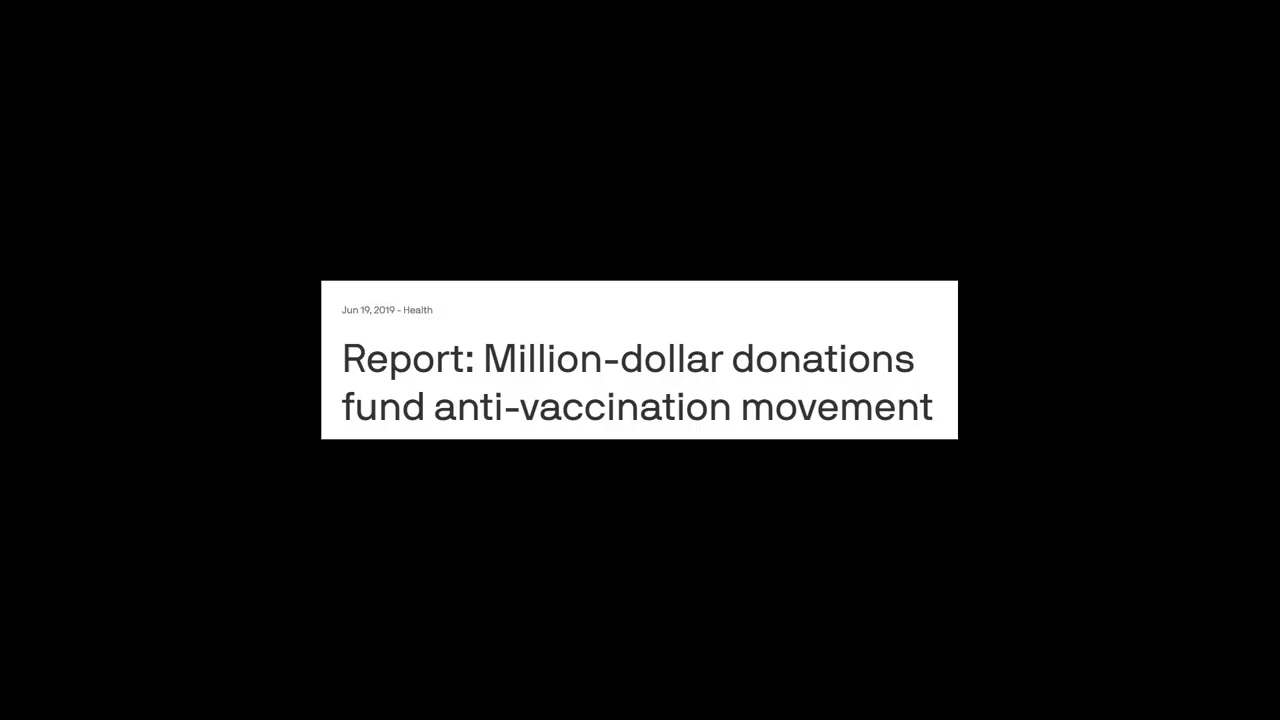 Jun 19, 2019 - Health
Report: Million-dollar donations
fund anti-vaccination movement